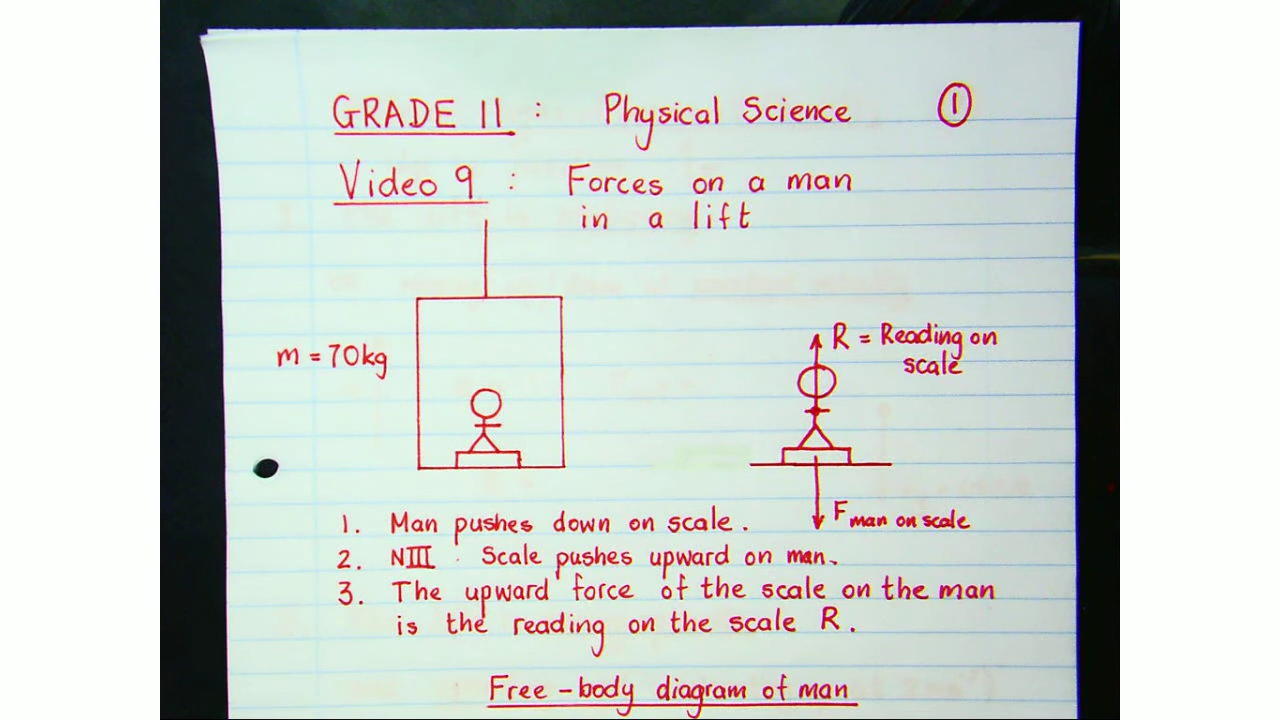 GRADE 11 : Physical Science ①
Video 9 : Forces on a man
in a lift
m = 70kg
R = Reading on
scale
F man on scale
1. Man pushes down on scale.
2. NIII : Scale pushes upward on man.
3. The upward force of the scale on the man
is the reading on the scale R.
Free-body diagram of man